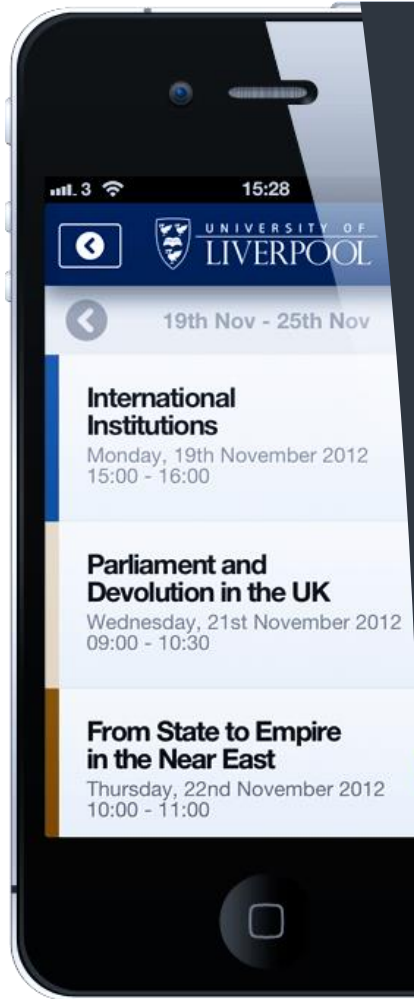 3
15:28
UNIVERSITY OF
LIVERPOOL
19th Nov - 25th Nov
International
Institutions
Monday, 19th November 2012
15:00 - 16:00
Parliament and
Devolution in the UK
Wednesday, 21st November 2012
09:00 - 10:30
From State to Empire
in the Near East
Thursday, 22nd November 2012
10:00 - 11:00